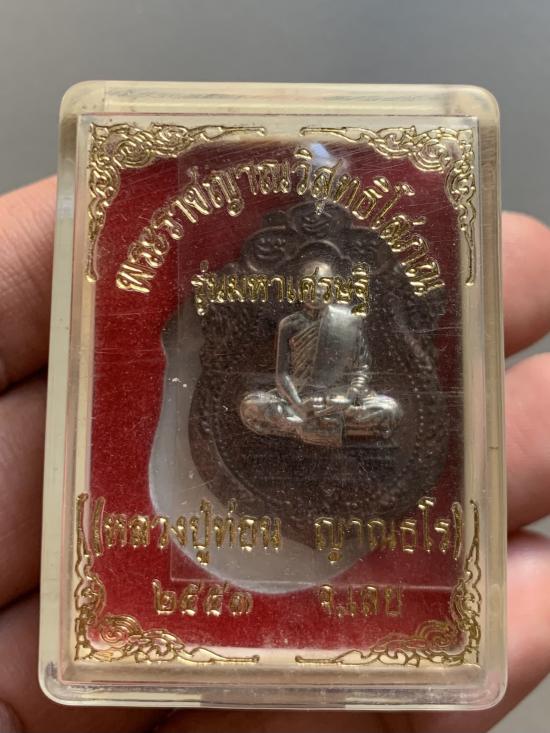 พระราชญาณวิสุทธิโสภณ
รุ่นมหาเศรษฐี
(หลวงปู่ท่อน ญาณธโร)
๒๕๕๓ จ.เลย